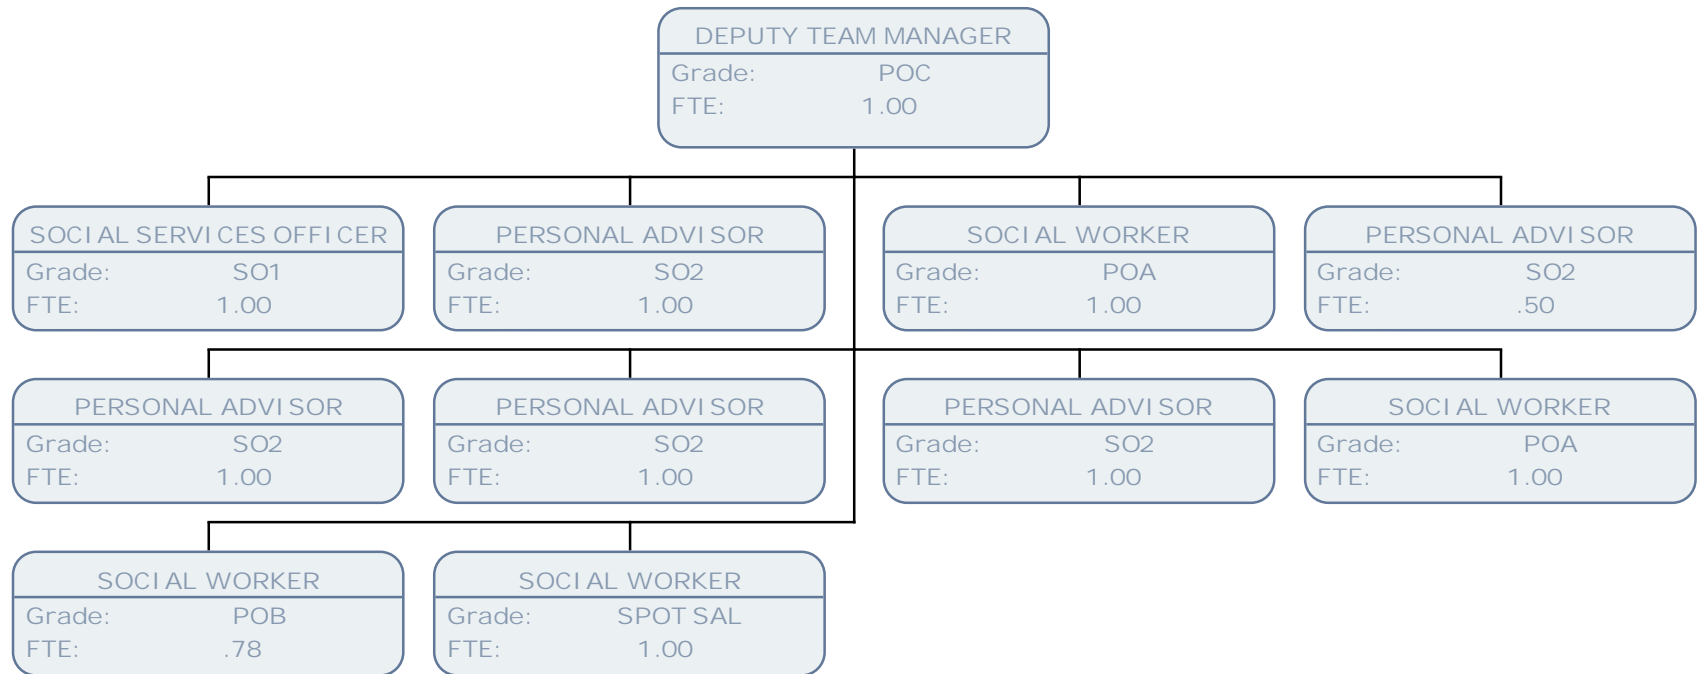 DEPUTY TEAM MANAGER
Grade: POC
FTE: 1.00
SOCIAL SERVICES OFFICER
Grade: SO1
FTE: 1.00
PERSONAL ADVISOR
Grade: SO2
FTE: 1.00
SOCIAL WORKER
Grade: POA
FTE: 1.00
PERSONAL ADVISOR
Grade: SO2
FTE: .50
PERSONAL ADVISOR
Grade: SO2
FTE: 1.00
PERSONAL ADVISOR
Grade: SO2
FTE: 1.00
PERSONAL ADVISOR
Grade: SO2
FTE: 1.00
SOCIAL WORKER
Grade: POA
FTE: 1.00
SOCIAL WORKER
Grade: POB
FTE: .78
SOCIAL WORKER
Grade: SPOT SAL
FTE: 1.00